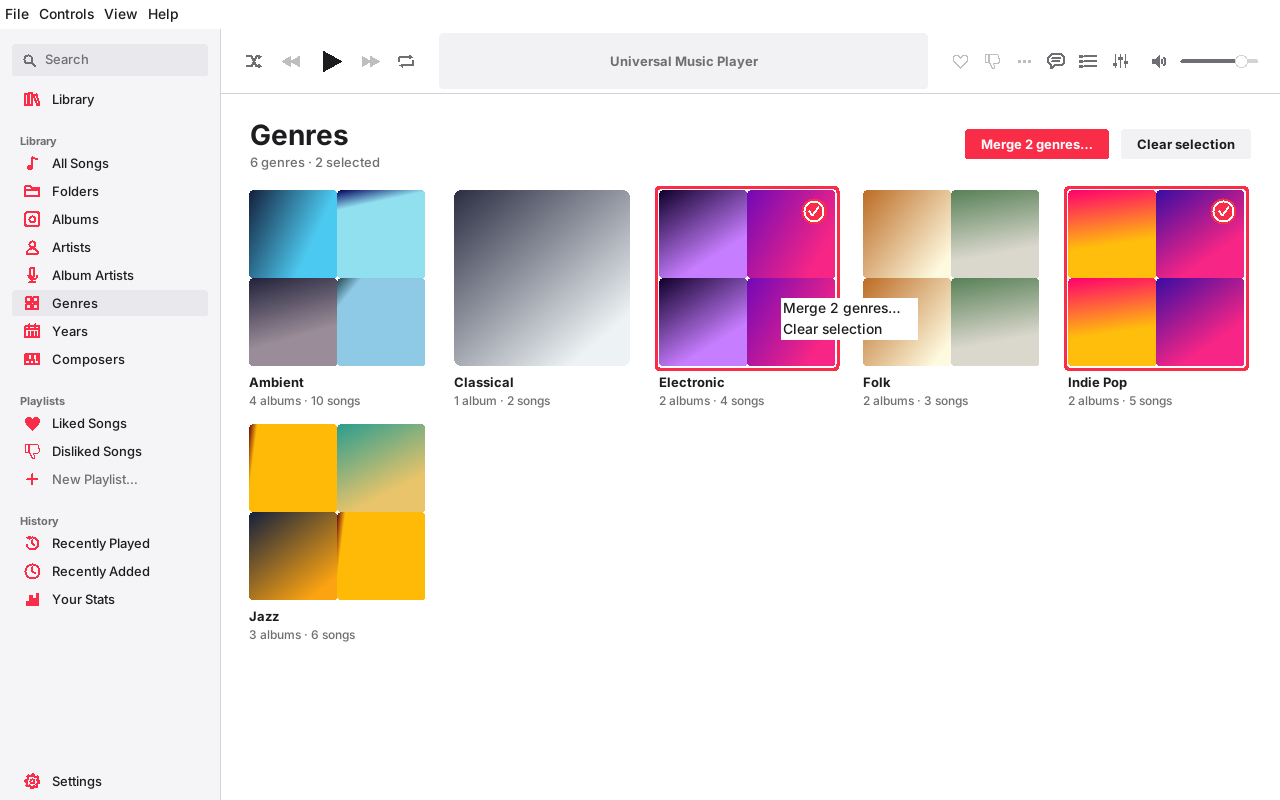 File Controls View Help
Search
Library
Library
All Songs
Folders
Albums
Artists
Album Artists
Genres
Years
Composers
Playlists
Liked Songs
Disliked Songs
New Playlist...
History
Recently Played
Recently Added
Your Stats
Settings
Universal Music Player
Genres
6 genres · 2 selected
Merge 2 genres...
Clear selection
Ambient
4 albums · 10 songs
Classical
1 album · 2 songs
Electronic
2 albums · 4 songs
Folk
2 albums · 3 songs
Indie Pop
2 albums · 5 songs
Merge 2 genres...
Clear selection
Jazz
3 albums · 6 songs